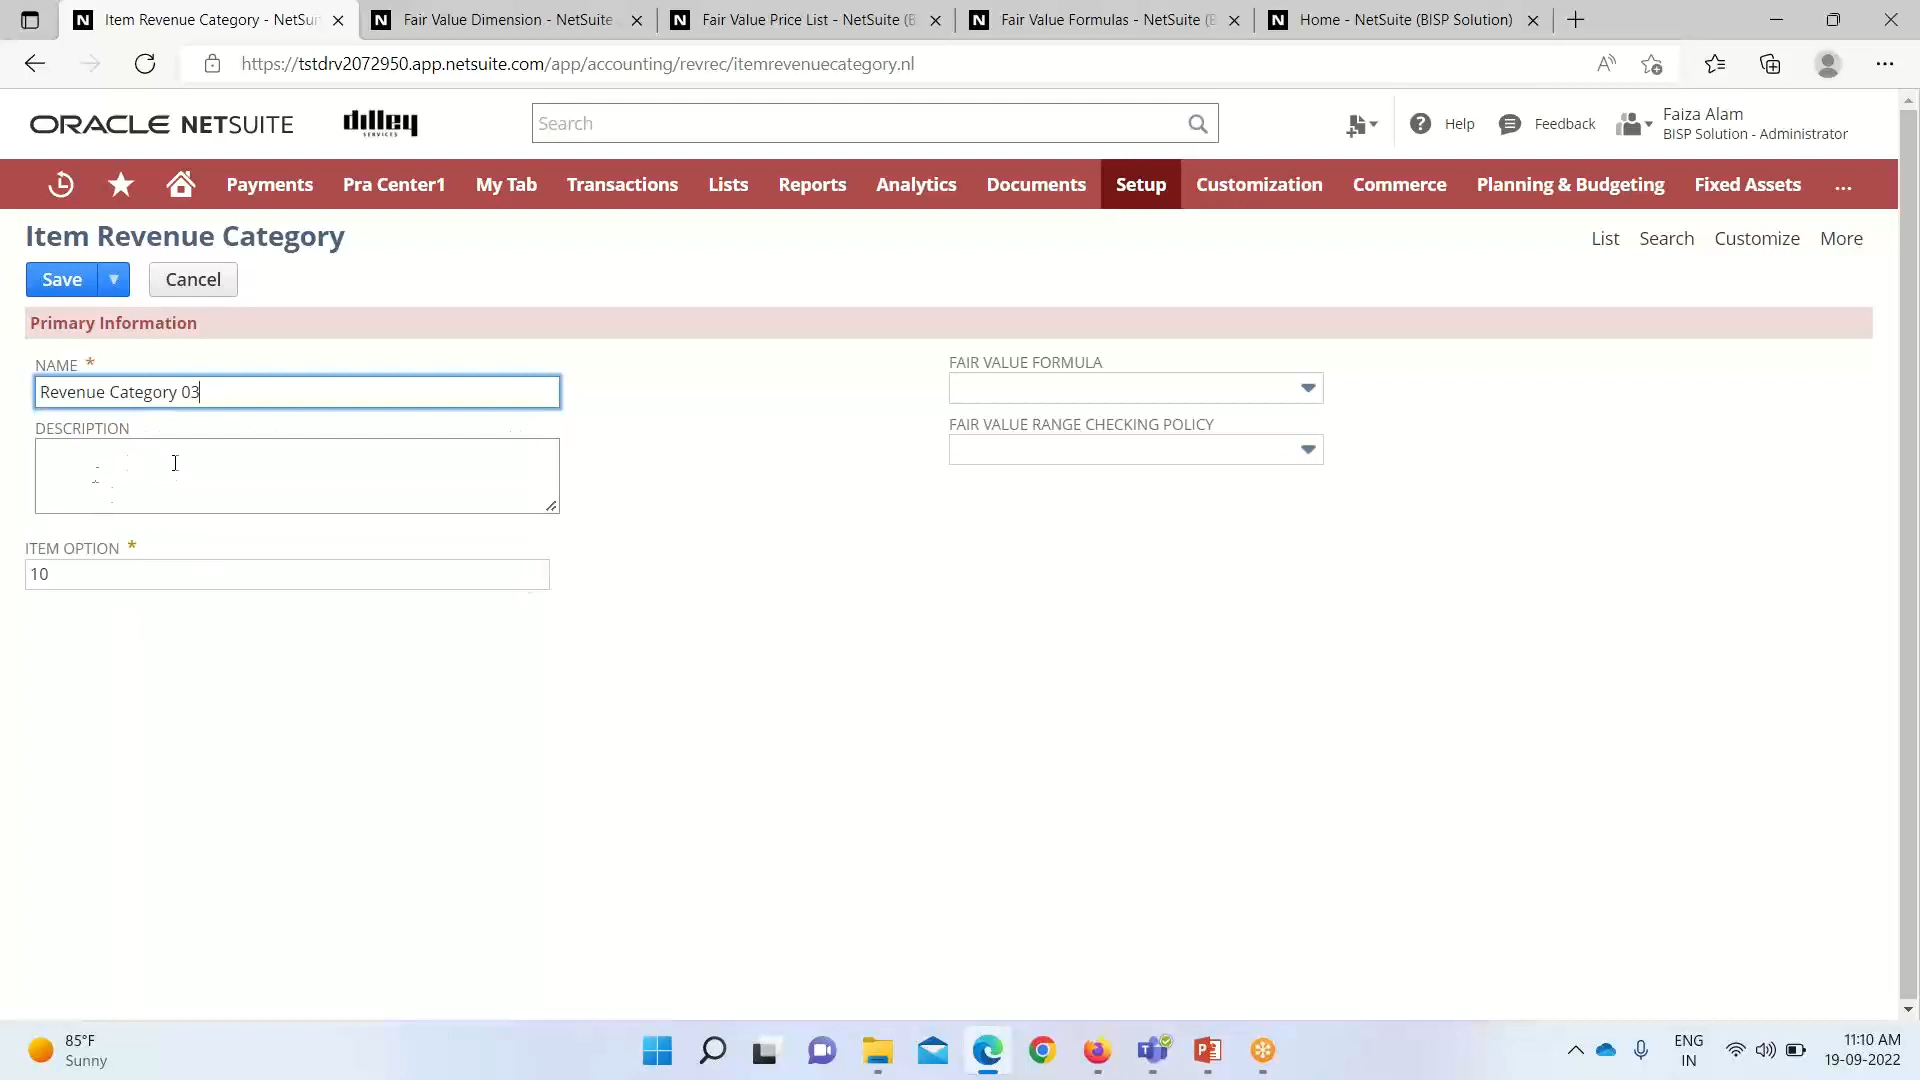 Item Revenue Category - NetSui
Fair Value Dimension - NetSuite
Fair Value Price List - NetSuite (B
Fair Value Formulas - NetSuite (B
Home - NetSuite (BISP Solution)
https://tstdrv2072950.app.netsuite.com/app/accounting/revrec/itemrevenuecategory.nl
ORACLE NETSUITE
dilley
SERVICES
Search
Help
Feedback
Faiza Alam
BISP Solution - Administrator
Payments
Pra Center1
My Tab
Transactions
Lists
Reports
Analytics
Documents
Setup
Customization
Commerce
Planning & Budgeting
Fixed Assets
...
Item Revenue Category
List
Search
Customize
More
Save
Cancel
Primary Information
NAME *
Revenue Category 03
DESCRIPTION
ITEM OPTION *
10
FAIR VALUE FORMULA
FAIR VALUE RANGE CHECKING POLICY
85°F
Sunny
ENG
IN
11:10 AM
19-09-2022